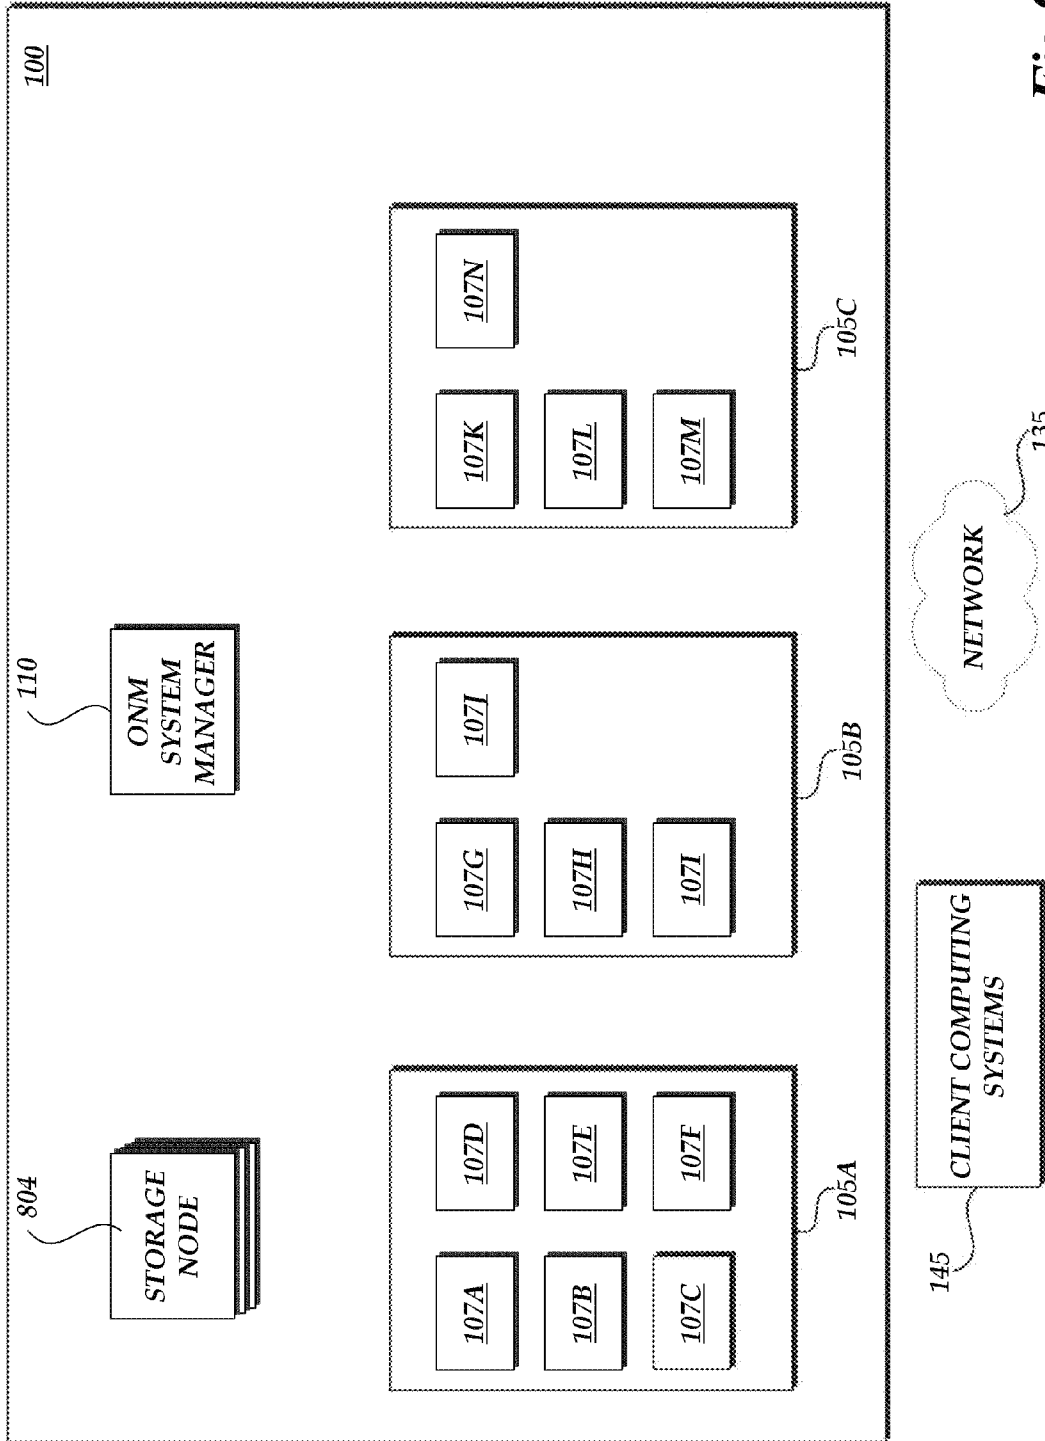 804
110
100
STORAGE
NODE
ONM
SYSTEM
MANAGER
107A
107D
107B
107E
107C
107F
105A
107G
107J
107H
107I
105B
107K
107N
107L
107M
105C
145
CLIENT COMPUTING
SYSTEMS
NETWORK
135